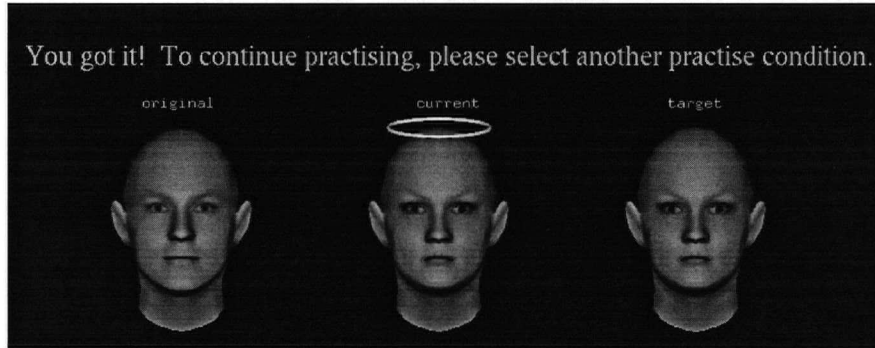 You got it! To continue practising, please select another practise condition.
original current target